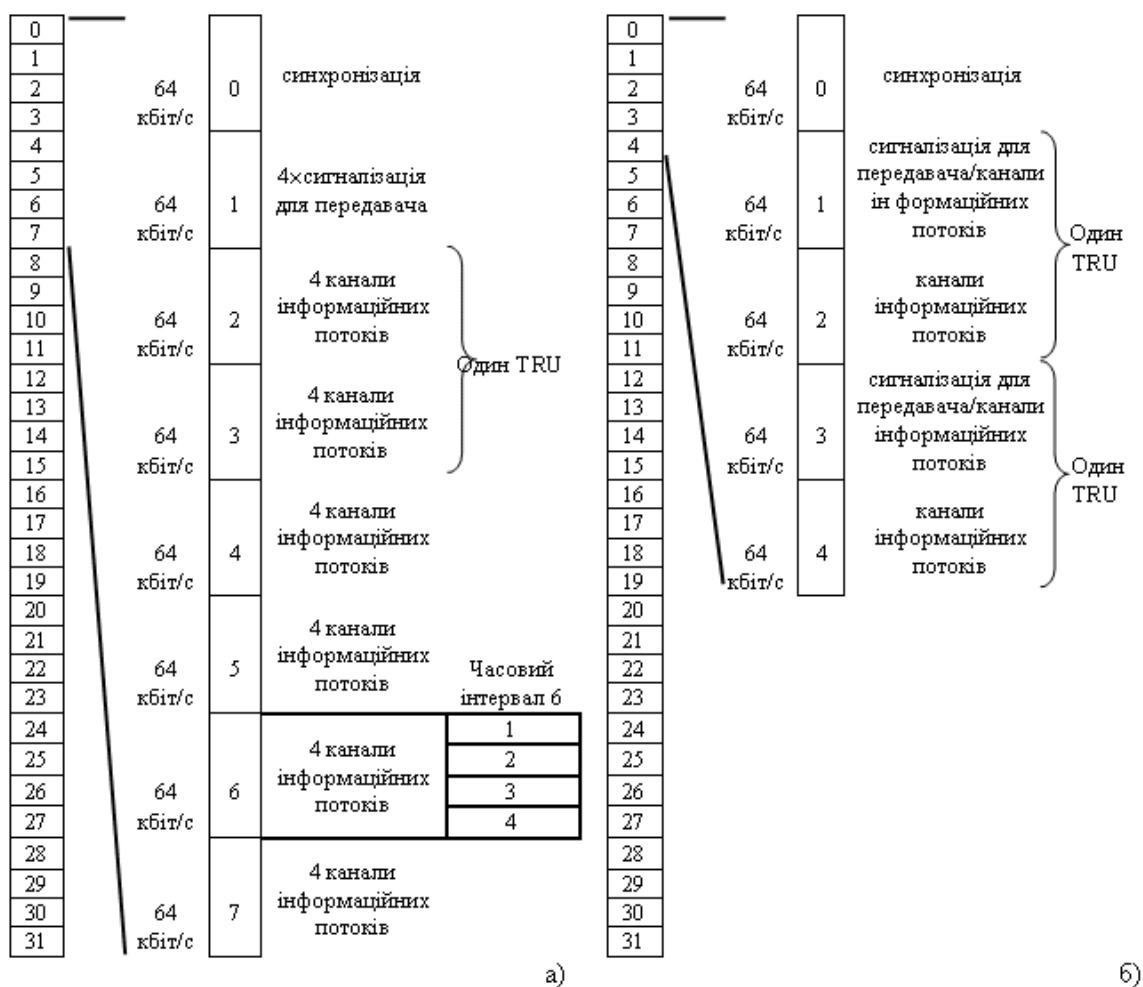 0
1
2
3
4
5
6
7
8
9
10
11
12
13
14
15
16
17
18
19
20
21
22
23
24
25
26
27
28
29
30
31
64
кбіт/с
0
синхронізація
64
кбіт/с
1
4×сигналізація
для передавача
64
кбіт/с
2
4 канали
інформаційних
потоків
64
кбіт/с
3
4 канали
інформаційних
потоків
Один TRU
64
кбіт/с
4
4 канали
інформаційних
потоків
64
кбіт/с
5
4 канали
інформаційних
потоків
Часовий
інтервал 6
64
кбіт/с
6
4 канали
інформаційних
потоків
1
2
3
4
64
кбіт/с
7
4 канали
інформаційних
потоків
а)
0
1
2
3
4
5
6
7
8
9
10
11
12
13
14
15
16
17
18
19
20
21
22
23
24
25
26
27
28
29
30
31
64
кбіт/с
0
синхронізація
64
кбіт/с
1
сигналізація для
передавача/канали
ін формаційних
потоків
64
кбіт/с
2
канали
інформаційних
потоків
Один
TRU
64
кбіт/с
3
сигналізація для
передавача/канали
інформаційних
потоків
64
кбіт/с
4
канали
інформаційних
потоків
Один
TRU
б)